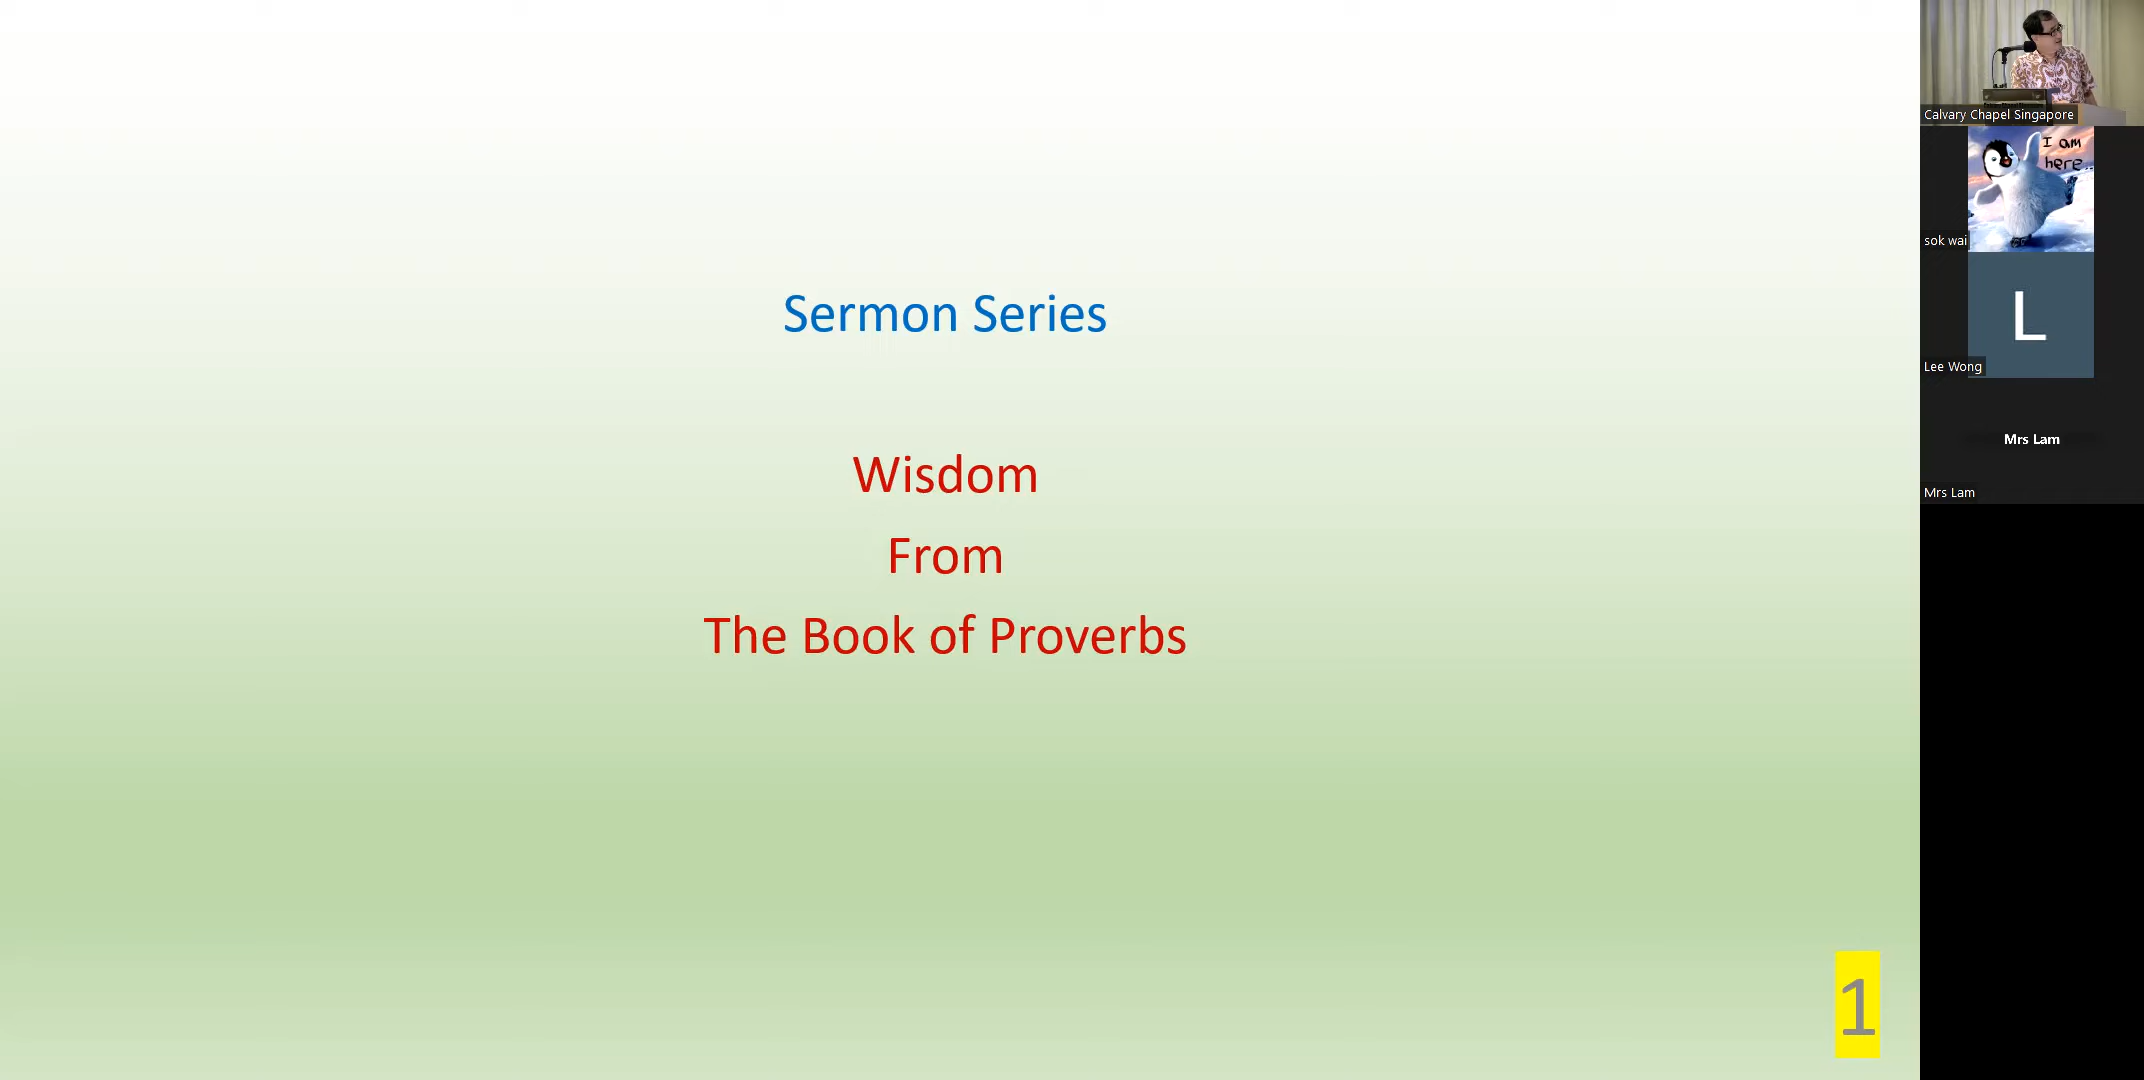 Sermon Series
Wisdom
From
The Book of Proverbs
1
Calvary Chapel Singapore
I am
here
sok wai
L
Lee Wong
Mrs Lam
Mrs Lam